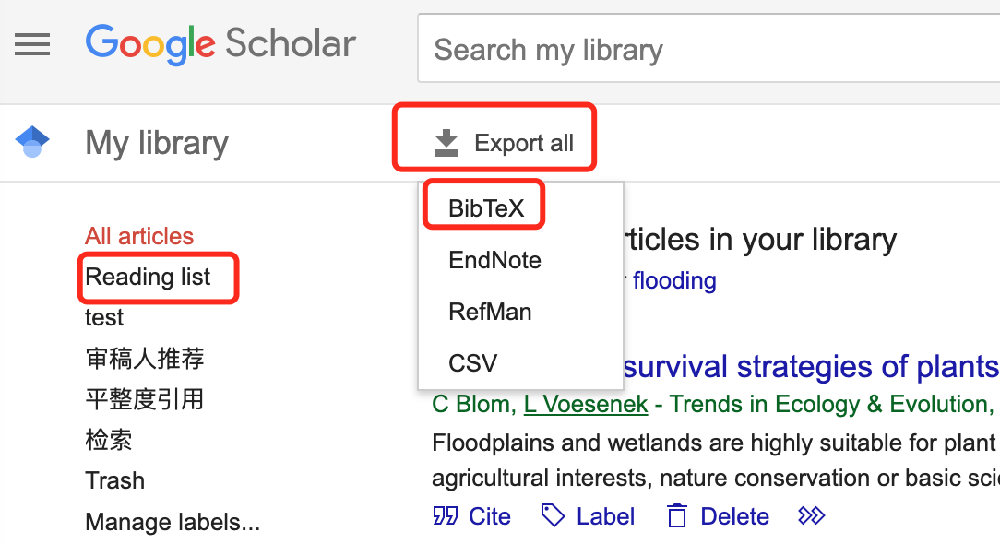 Google Scholar
Search my library
My library
Export all
BibTeX
EndNote
RefMan
CSV
All articles
Reading list
test
审稿人推荐
平整度引用
检索
Trash
Manage labels...
rticles in your library
r flooding
survival strategies of plants
C Blom, L Voesenek - Trends in Ecology & Evolution,
Floodplains and wetlands are highly suitable for plant
agricultural interests, nature conservation or basic scie
Cite
Label
Delete